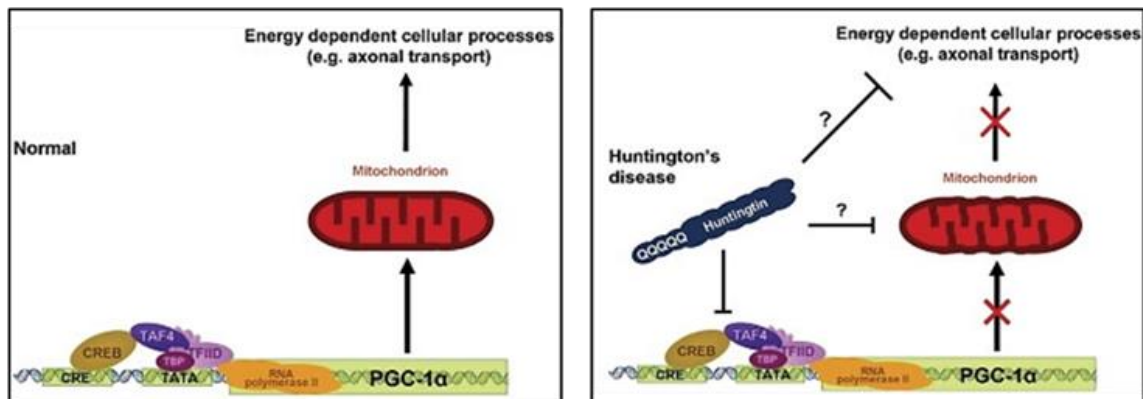 Energy dependent cellular processes
(e.g. axonal transport)
Normal
Mitochondrion
TAF4
CREB
TFIID
TBP
CRE
TATA
RNA
polymerase II
PGC-1α
Energy dependent cellular processes
(e.g. axonal transport)
?
Huntington's
disease
Mitochondrion
QQQQQ Huntingtin
?
TAF4
CREB
TFIID
TBP
CRE
TATA
RNA
polymerase II
PGC-1α